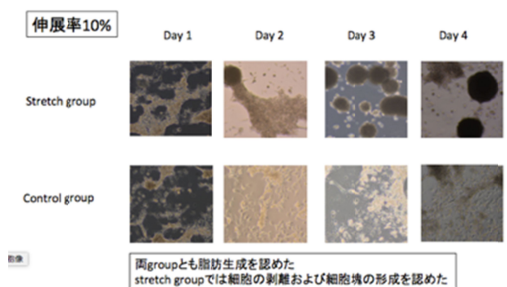 伸展率10%
Day 1 Day 2 Day 3 Day 4
Stretch group
Control group
両groupとも脂肪生成を認めた
stretch groupでは細胞の剥離および細胞塊の形成を認めた